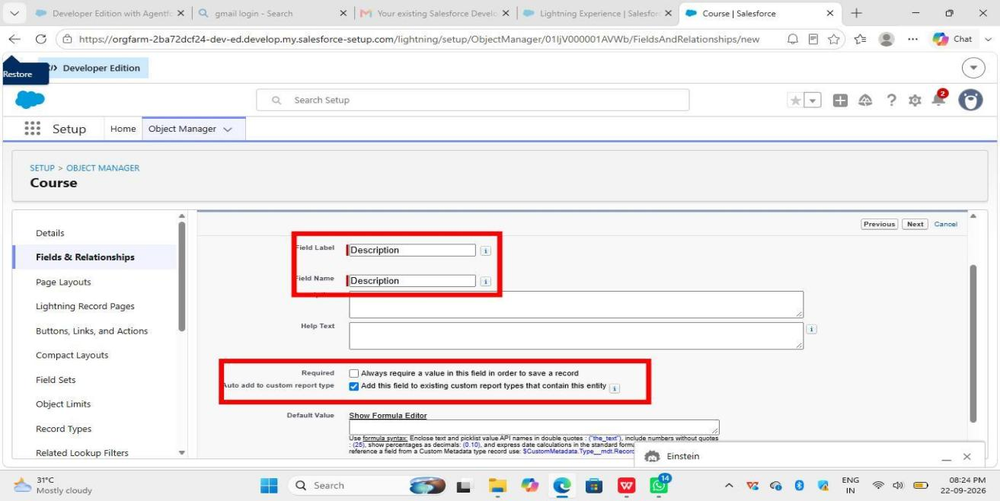 Developer Edition with Agentf
gmail login - Search
Your existing Salesforce Develo
Lightning Experience | Salesfor
Course | Salesforce
https://orgfarm-2ba72dcf24-dev-ed.develop.my.salesforce-setup.com/lightning/setup/ObjectManager/01IjV000001AVWb/FieldsAndRelationships/new
Chat
Restore
Developer Edition
Search Setup
2
Setup
Home
Object Manager
SETUP > OBJECT MANAGER
Course
Details
Fields & Relationships
Page Layouts
Lightning Record Pages
Buttons, Links, and Actions
Compact Layouts
Field Sets
Object Limits
Record Types
Related Lookup Filters
Previous
Next
Cancel
Field Label
Description
Field Name
Description
Help Text
Required
Always require a value in this field in order to save a record
Auto add to custom report type
Add this field to existing custom report types that contain this entity
Default Value
Show Formula Editor
Use formula syntax: Enclose text and picklist value API names in double quotes : ("the_text"), include numbers without quotes
: (25), show percentages as decimals: (0.10), and express date calculations in the standard form
reference a field from a Custom Metadata type record use: $CustomMetadata.Type__mdt.Recor
Einstein
31°C
Mostly cloudy
Search
14
ENG
IN
08:24 PM
22-09-2026